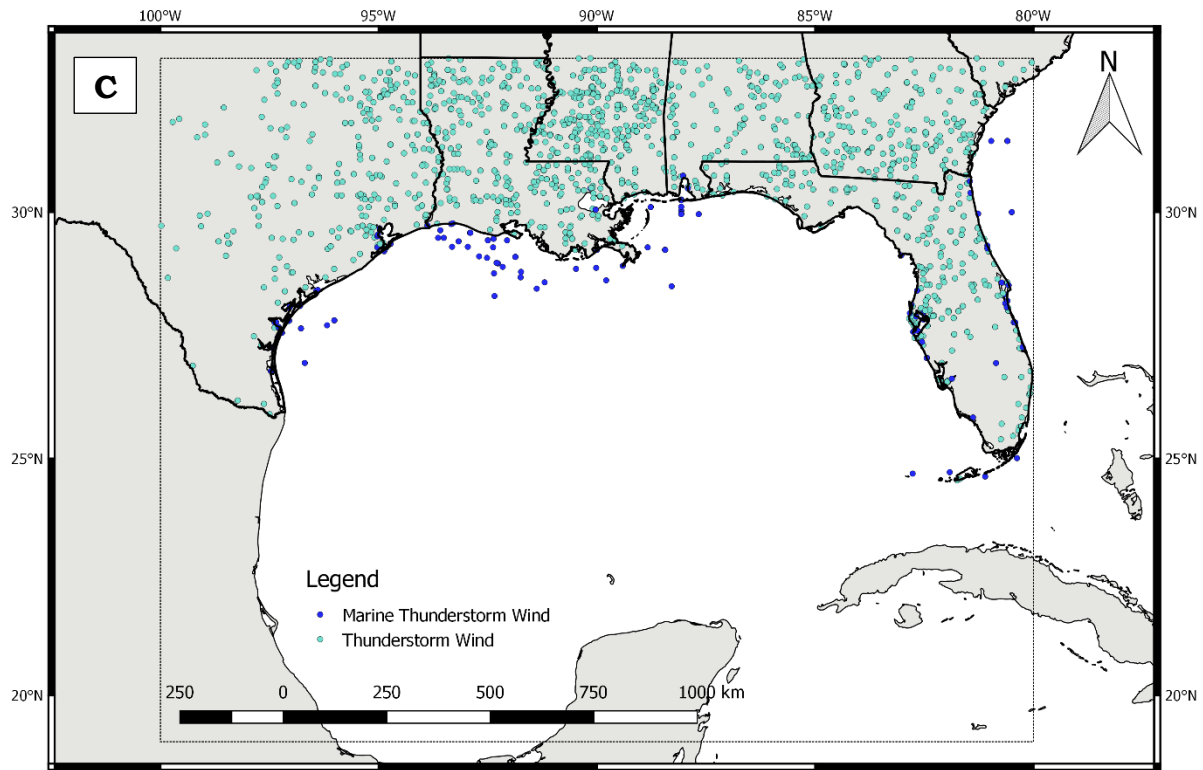 100°W 95°W 90°W 85°W 80°W
C
N
30°N 30°N
25°N 25°N
Legend
Marine Thunderstorm Wind
Thunderstorm Wind
250 0 250 500 750 1000 km
20°N 20°N